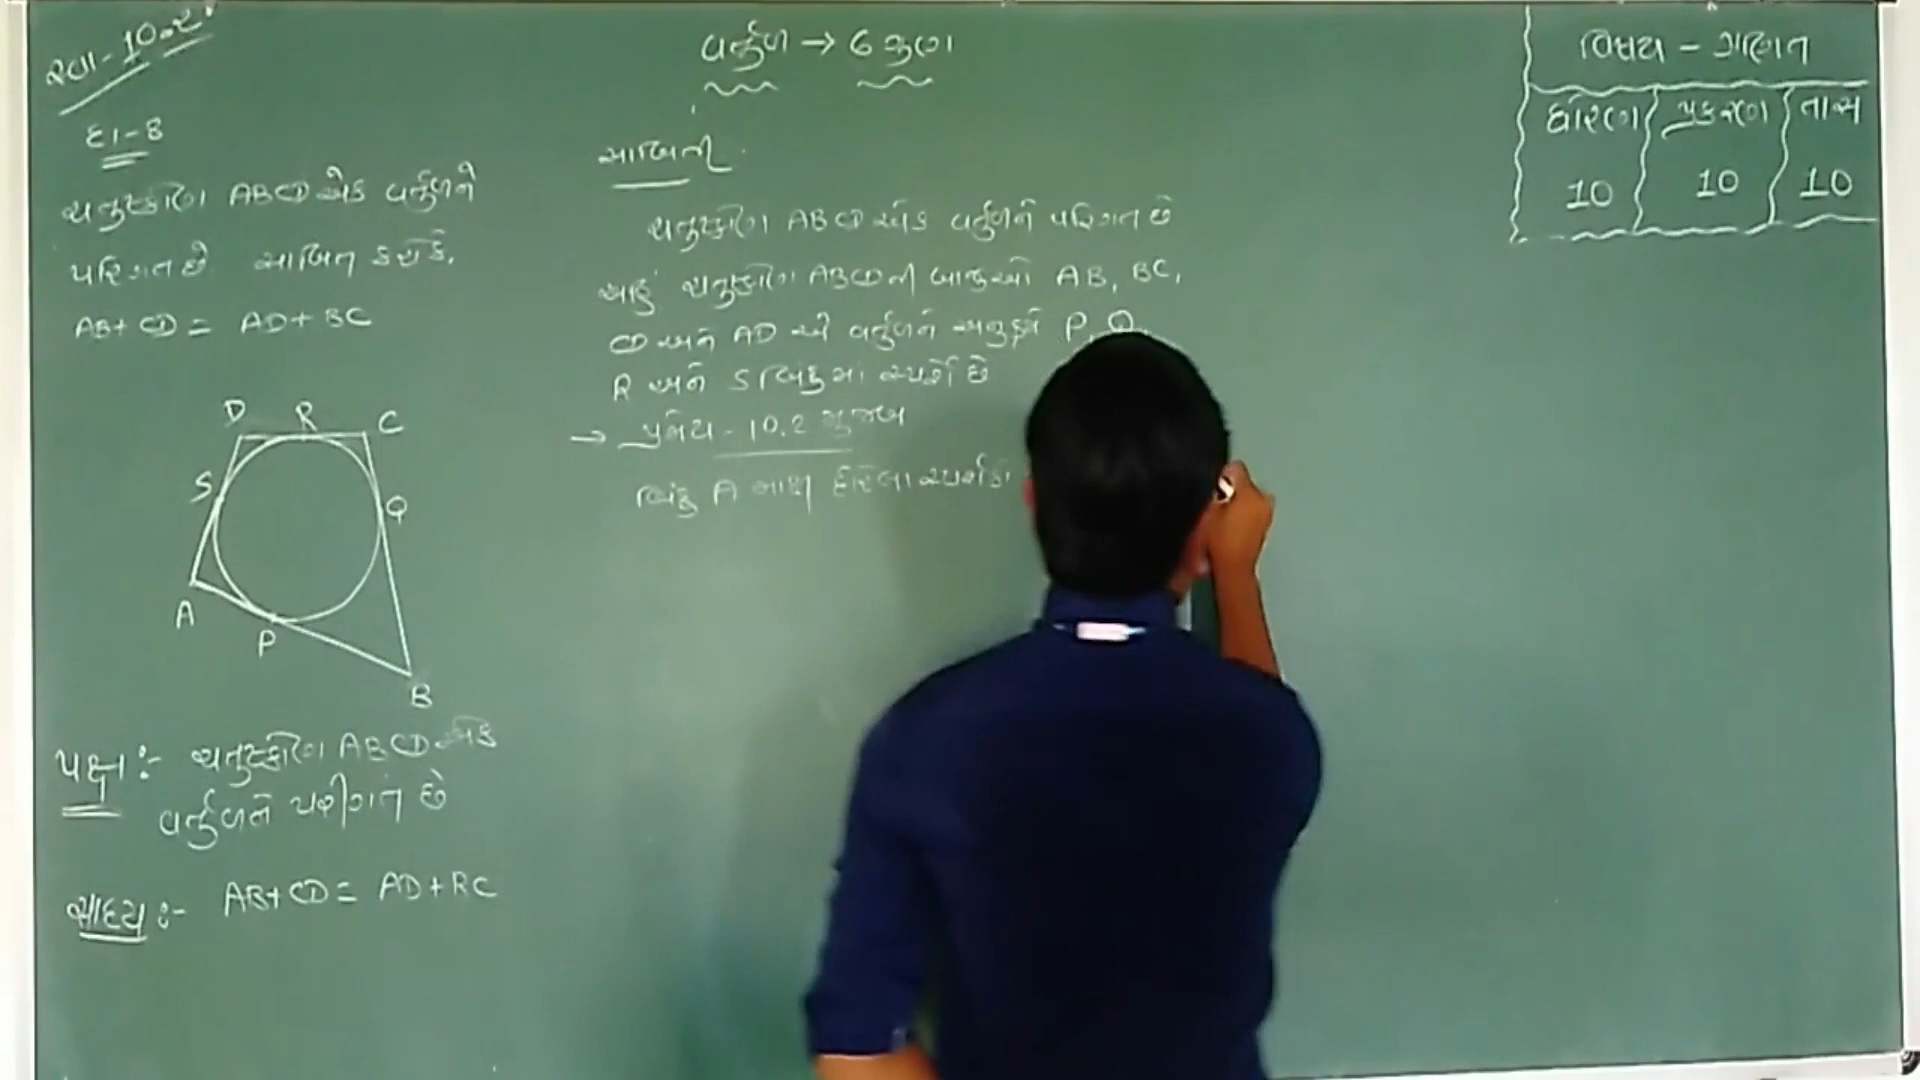 સ્વા-10.2
વર્તુળ → ૬ ગુણ
વિષય - ગણિત
ધોરણ પ્રકરણ તાસ
10 10 10
દા-8
ચતુષ્કોણ ABCD એક વર્તુળને
પરિગત છે સાબિત કરો કે,
AB+CD = AD+BC
D R C
S
Q
A
P
B
પક્ષ :- ચતુષ્કોણ ABCD એક
વર્તુળને પરીગત છે
સાધ્ય :- AB+CD = AD+BC
સાબિતી.
ચતુષ્કોણ ABCD એક વર્તુળને પરિગત છે
આહું ચતુષ્કોણ ABCD ની બાજુઓ AB, BC,
CD અને AD એ વર્તુળને અનુક્રમે P, Q
R અને S બિંદુમાં સ્પર્શે છે
→ પ્રમેય - 10.2 મુજબ
બિંદુ A માંથી દોરેલા સ્પર્શકો